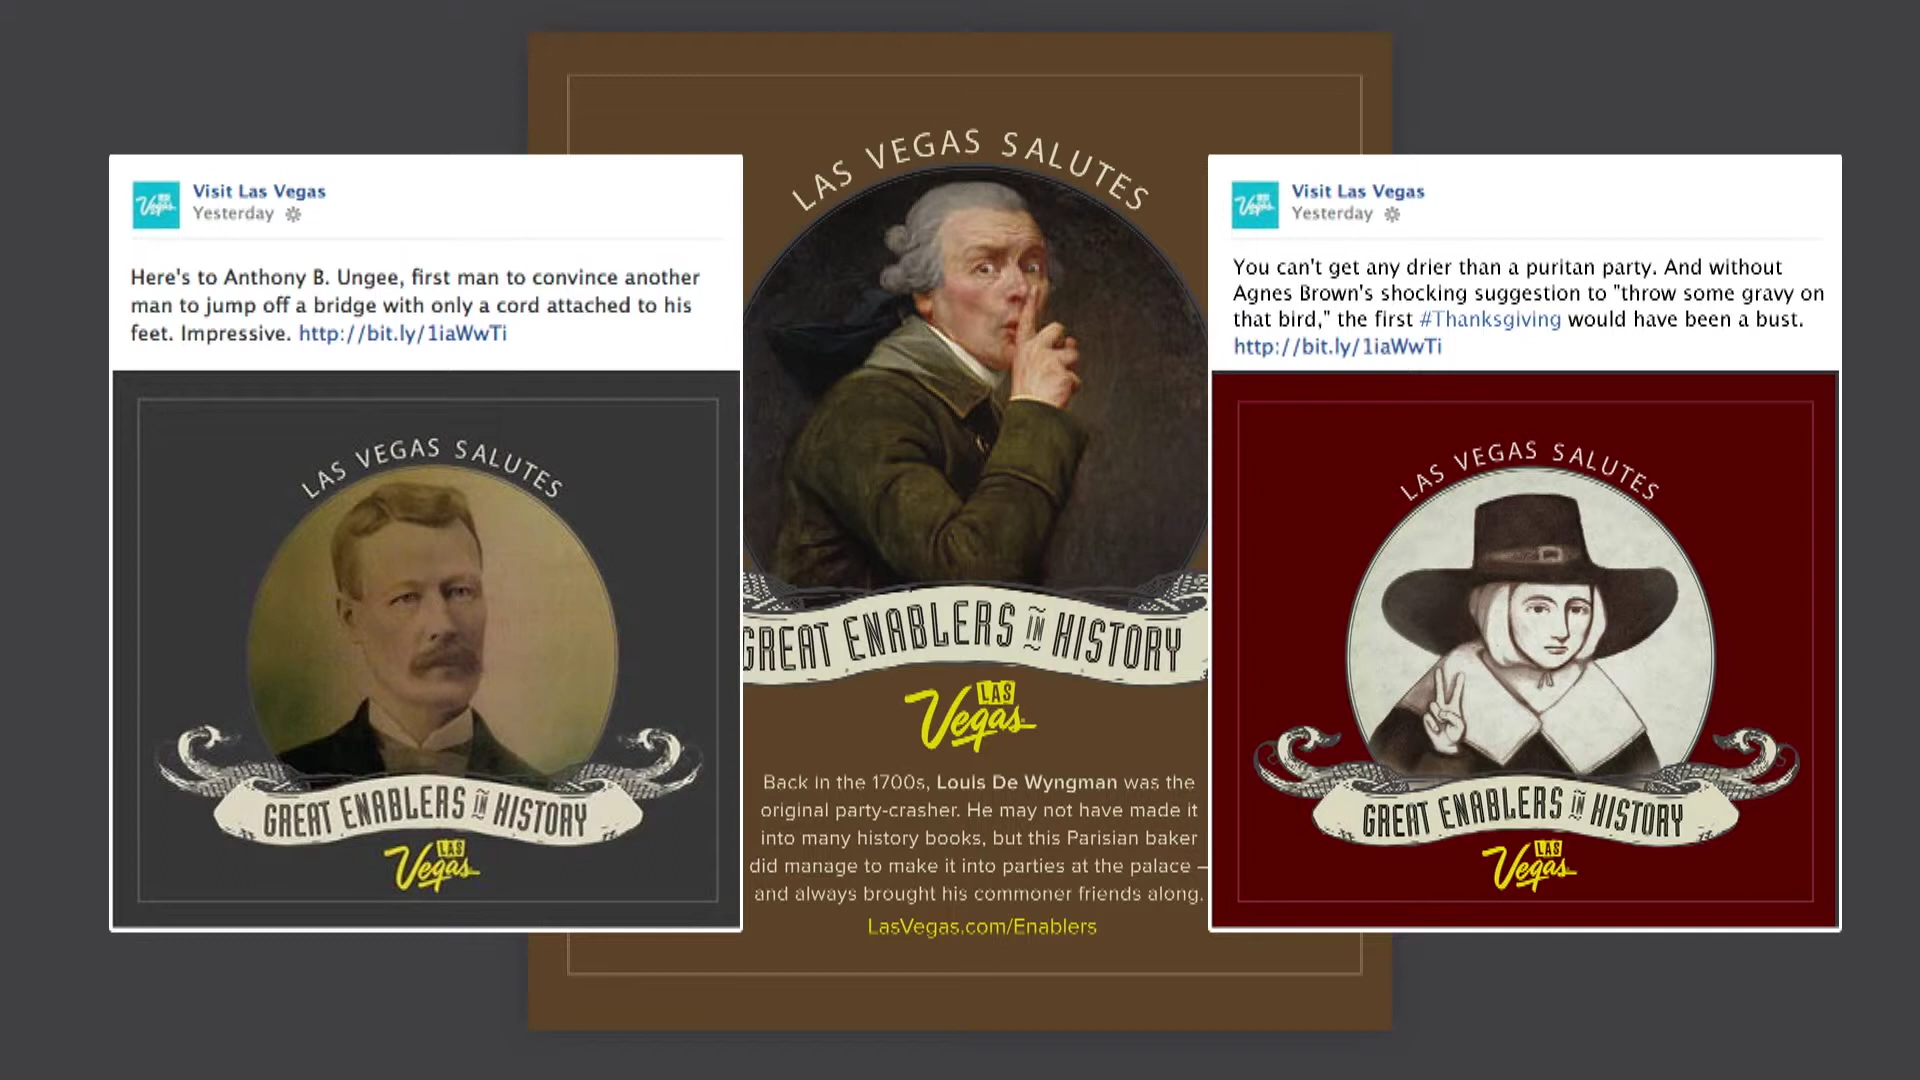 Visit Las Vegas
Yesterday
Here's to Anthony B. Ungee, first man to convince another
man to jump off a bridge with only a cord attached to his
feet. Impressive. http://bit.ly/1iaWwTi
LAS VEGAS SALUTES
GREAT ENABLERS IN HISTORY
LAS
Vegas
LAS VEGAS SALUTES
GREAT ENABLERS IN HISTORY
LAS
Vegas
Back in the 1700s, Louis De Wyngman was the
original party-crasher. He may not have made it
into many history books, but this Parisian baker
did manage to make it into parties at the palace –
and always brought his commoner friends along.
LasVegas.com/Enablers
Visit Las Vegas
Yesterday
You can't get any drier than a puritan party. And without
Agnes Brown's shocking suggestion to "throw some gravy on
that bird," the first #Thanksgiving would have been a bust.
http://bit.ly/1iaWwTi
LAS VEGAS SALUTES
GREAT ENABLERS IN HISTORY
LAS
Vegas